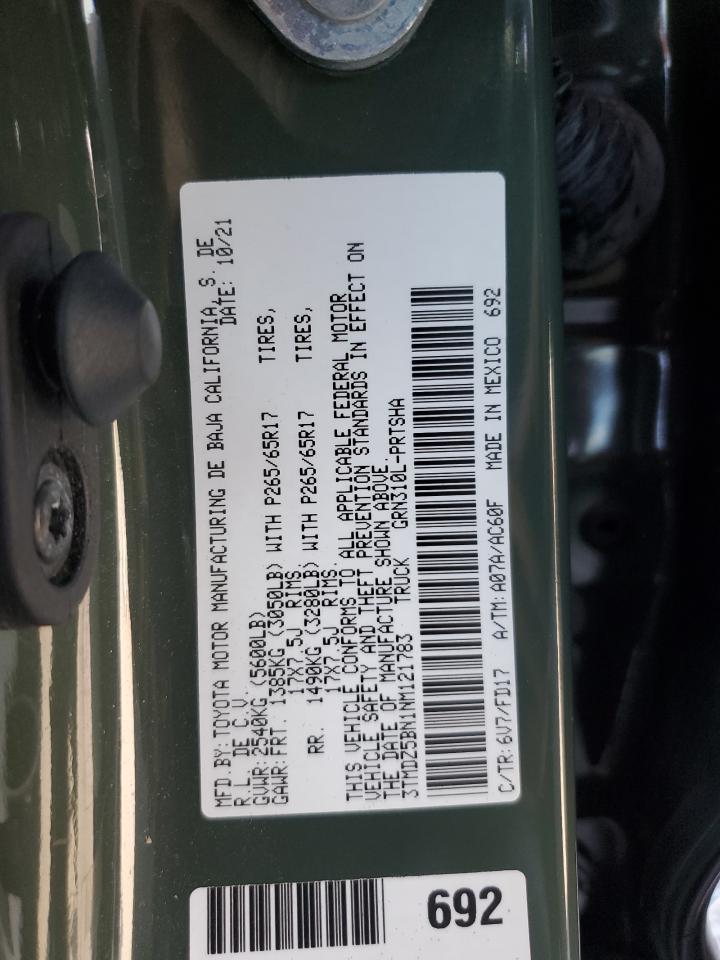 MFD.BY:TOYOTA MOTOR MANUFACTURING DE BAJA CALIFORNIA, S. DE
R.L. DE C.V. DATE: 10/21
GVWR:2540KG (5600LB)
GAWR:FRT. 1385KG (3050LB) WITH P265/65R17 TIRES,
17X7.5J RIMS
RR. 1490KG (3280LB) WITH P265/65R17 TIRES,
17X7.5J RIMS.
THIS VEHICLE CONFORMS TO ALL APPLICABLE FEDERAL MOTOR
VEHICLE SAFETY AND THEFT PREVENTION STANDARDS IN EFFECT ON
THE DATE OF MANUFACTURE SHOWN ABOVE.
3TMDZ5BN1NM121783 TRUCK GRN310L-PRTSHA
C/TR:6V7/FD17 A/TM:A07A/AC60F MADE IN MEXICO 692
692